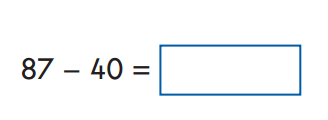 87 – 40 =